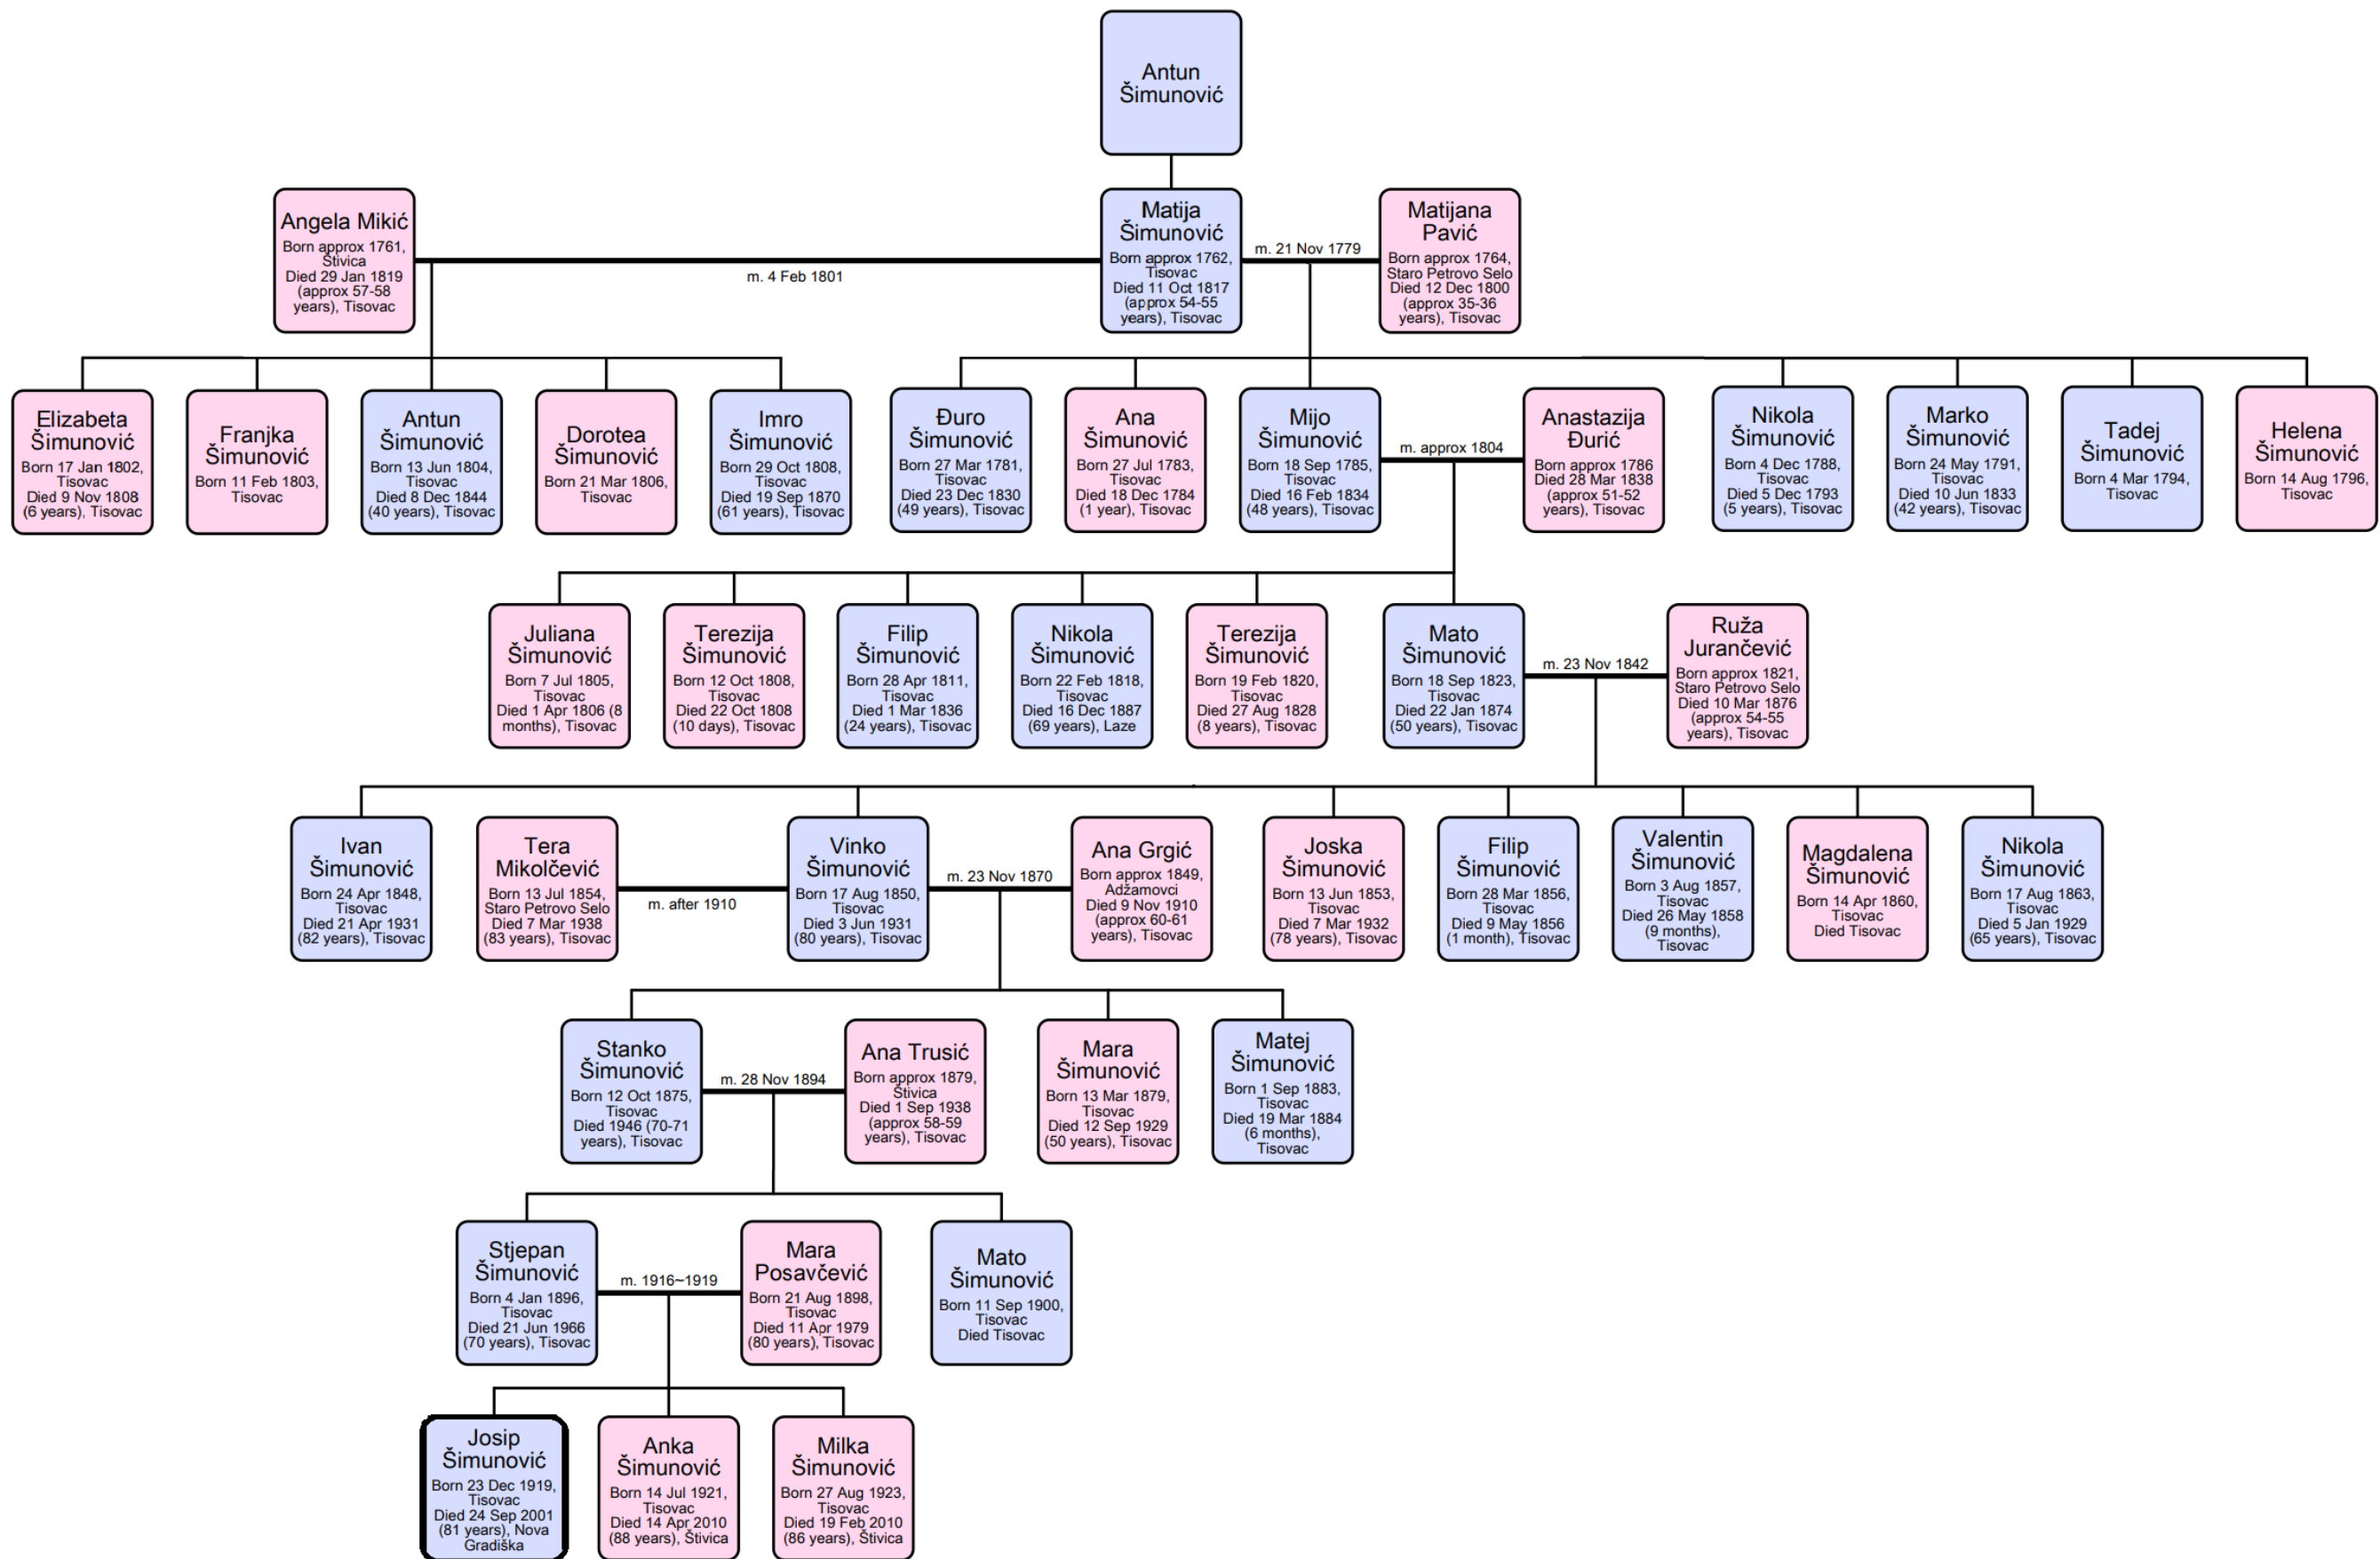 Antun
Šimunović
Angela Mikić
Born approx 1761,
Štivica
Died 29 Jan 1819
(approx 57-58
years), Tisovac
m. 4 Feb 1801
Matija
Šimunović
Born approx 1762,
Tisovac
Died 11 Oct 1817
(approx 54-55
years), Tisovac
m. 21 Nov 1779
Matijana
Pavić
Born approx 1764,
Staro Petrovo Selo
Died 12 Dec 1800
(approx 35-36
years), Tisovac
Elizabeta
Šimunović
Born 17 Jan 1802,
Tisovac
Died 9 Nov 1808
(6 years), Tisovac
Franjka
Šimunović
Born 11 Feb 1803,
Tisovac
Antun
Šimunović
Born 13 Jun 1804,
Tisovac
Died 8 Dec 1844
(40 years), Tisovac
Dorotea
Šimunović
Born 21 Mar 1806,
Tisovac
Imro
Šimunović
Born 29 Oct 1808,
Tisovac
Died 19 Sep 1870
(61 years), Tisovac
Đuro
Šimunović
Born 27 Mar 1781,
Tisovac
Died 23 Dec 1830
(49 years), Tisovac
Ana
Šimunović
Born 27 Jul 1783,
Tisovac
Died 18 Dec 1784
(1 year), Tisovac
Mijo
Šimunović
Born 18 Sep 1785,
Tisovac
Died 16 Feb 1834
(48 years), Tisovac
m. approx 1804
Anastazija
Đurić
Born approx 1786
Died 28 Mar 1838
(approx 51-52
years), Tisovac
Nikola
Šimunović
Born 4 Dec 1788,
Tisovac
Died 5 Dec 1793
(5 years), Tisovac
Marko
Šimunović
Born 24 May 1791,
Tisovac
Died 10 Jun 1833
(42 years), Tisovac
Tadej
Šimunović
Born 4 Mar 1794,
Tisovac
Helena
Šimunović
Born 14 Aug 1796,
Tisovac
Juliana
Šimunović
Born 7 Jul 1805,
Tisovac
Died 1 Apr 1806 (8
months), Tisovac
Terezija
Šimunović
Born 12 Oct 1808,
Tisovac
Died 22 Oct 1808
(10 days), Tisovac
Filip
Šimunović
Born 28 Apr 1811,
Tisovac
Died 1 Mar 1836
(24 years), Tisovac
Nikola
Šimunović
Born 22 Feb 1818,
Tisovac
Died 16 Dec 1887
(69 years), Laze
Terezija
Šimunović
Born 19 Feb 1820,
Tisovac
Died 27 Aug 1828
(8 years), Tisovac
Mato
Šimunović
Born 18 Sep 1823,
Tisovac
Died 22 Jan 1874
(50 years), Tisovac
m. 23 Nov 1842
Ruža
Jurančević
Born approx 1821,
Staro Petrovo Selo
Died 10 Mar 1876
(approx 54-55
years), Tisovac
Ivan
Šimunović
Born 24 Apr 1848,
Tisovac
Died 21 Apr 1931
(82 years), Tisovac
Tera
Mikolčević
Born 13 Jul 1854,
Staro Petrovo Selo
Died 7 Mar 1938
(83 years), Tisovac
m. after 1910
Vinko
Šimunović
Born 17 Aug 1850,
Tisovac
Died 3 Jun 1931
(80 years), Tisovac
m. 23 Nov 1870
Ana Grgić
Born approx 1849,
Adžamovci
Died 9 Nov 1910
(approx 60-61
years), Tisovac
Joska
Šimunović
Born 13 Jun 1853,
Tisovac
Died 7 Mar 1932
(78 years), Tisovac
Filip
Šimunović
Born 28 Mar 1856,
Tisovac
Died 9 May 1856
(1 month), Tisovac
Valentin
Šimunović
Born 3 Aug 1857,
Tisovac
Died 26 May 1858
(9 months),
Tisovac
Magdalena
Šimunović
Born 14 Apr 1860,
Tisovac
Died Tisovac
Nikola
Šimunović
Born 17 Aug 1863,
Tisovac
Died 5 Jan 1929
(65 years), Tisovac
Stanko
Šimunović
Born 12 Oct 1875,
Tisovac
Died 1946 (70-71
years), Tisovac
m. 28 Nov 1894
Ana Trusić
Born approx 1879,
Štivica
Died 1 Sep 1938
(approx 58-59
years), Tisovac
Mara
Šimunović
Born 13 Mar 1879,
Tisovac
Died 12 Sep 1929
(50 years), Tisovac
Matej
Šimunović
Born 1 Sep 1883,
Tisovac
Died 19 Mar 1884
(6 months),
Tisovac
Stjepan
Šimunović
Born 4 Jan 1896,
Tisovac
Died 21 Jun 1966
(70 years), Tisovac
m. 1916~1919
Mara
Posavčević
Born 21 Aug 1898,
Tisovac
Died 11 Apr 1979
(80 years), Tisovac
Mato
Šimunović
Born 11 Sep 1900,
Tisovac
Died Tisovac
Josip
Šimunović
Born 23 Dec 1919,
Tisovac
Died 24 Sep 2001
(81 years), Nova
Gradiška
Anka
Šimunović
Born 14 Jul 1921,
Tisovac
Died 14 Apr 2010
(88 years), Štivica
Milka
Šimunović
Born 27 Aug 1923,
Tisovac
Died 19 Feb 2010
(86 years), Štivica